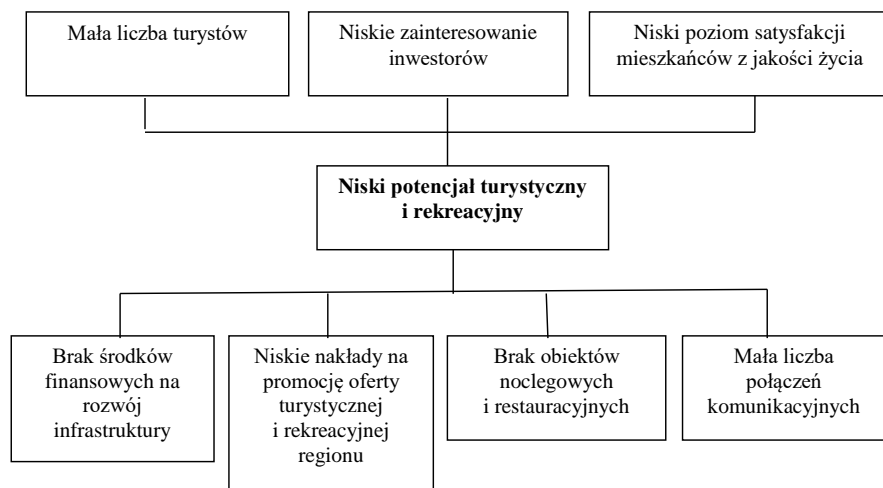 Mała liczba turystów
Niskie zainteresowanie
inwestorów
Niski poziom satysfakcji
mieszkańców z jakości życia
Niski potencjał turystyczny
i rekreacyjny
Brak środków
finansowych na
rozwój
infrastruktury
Niskie nakłady na
promocję oferty
turystycznej
i rekreacyjnej
regionu
Brak obiektów
noclegowych
i restauracyjnych
Mała liczba
połączeń
komunikacyjnych